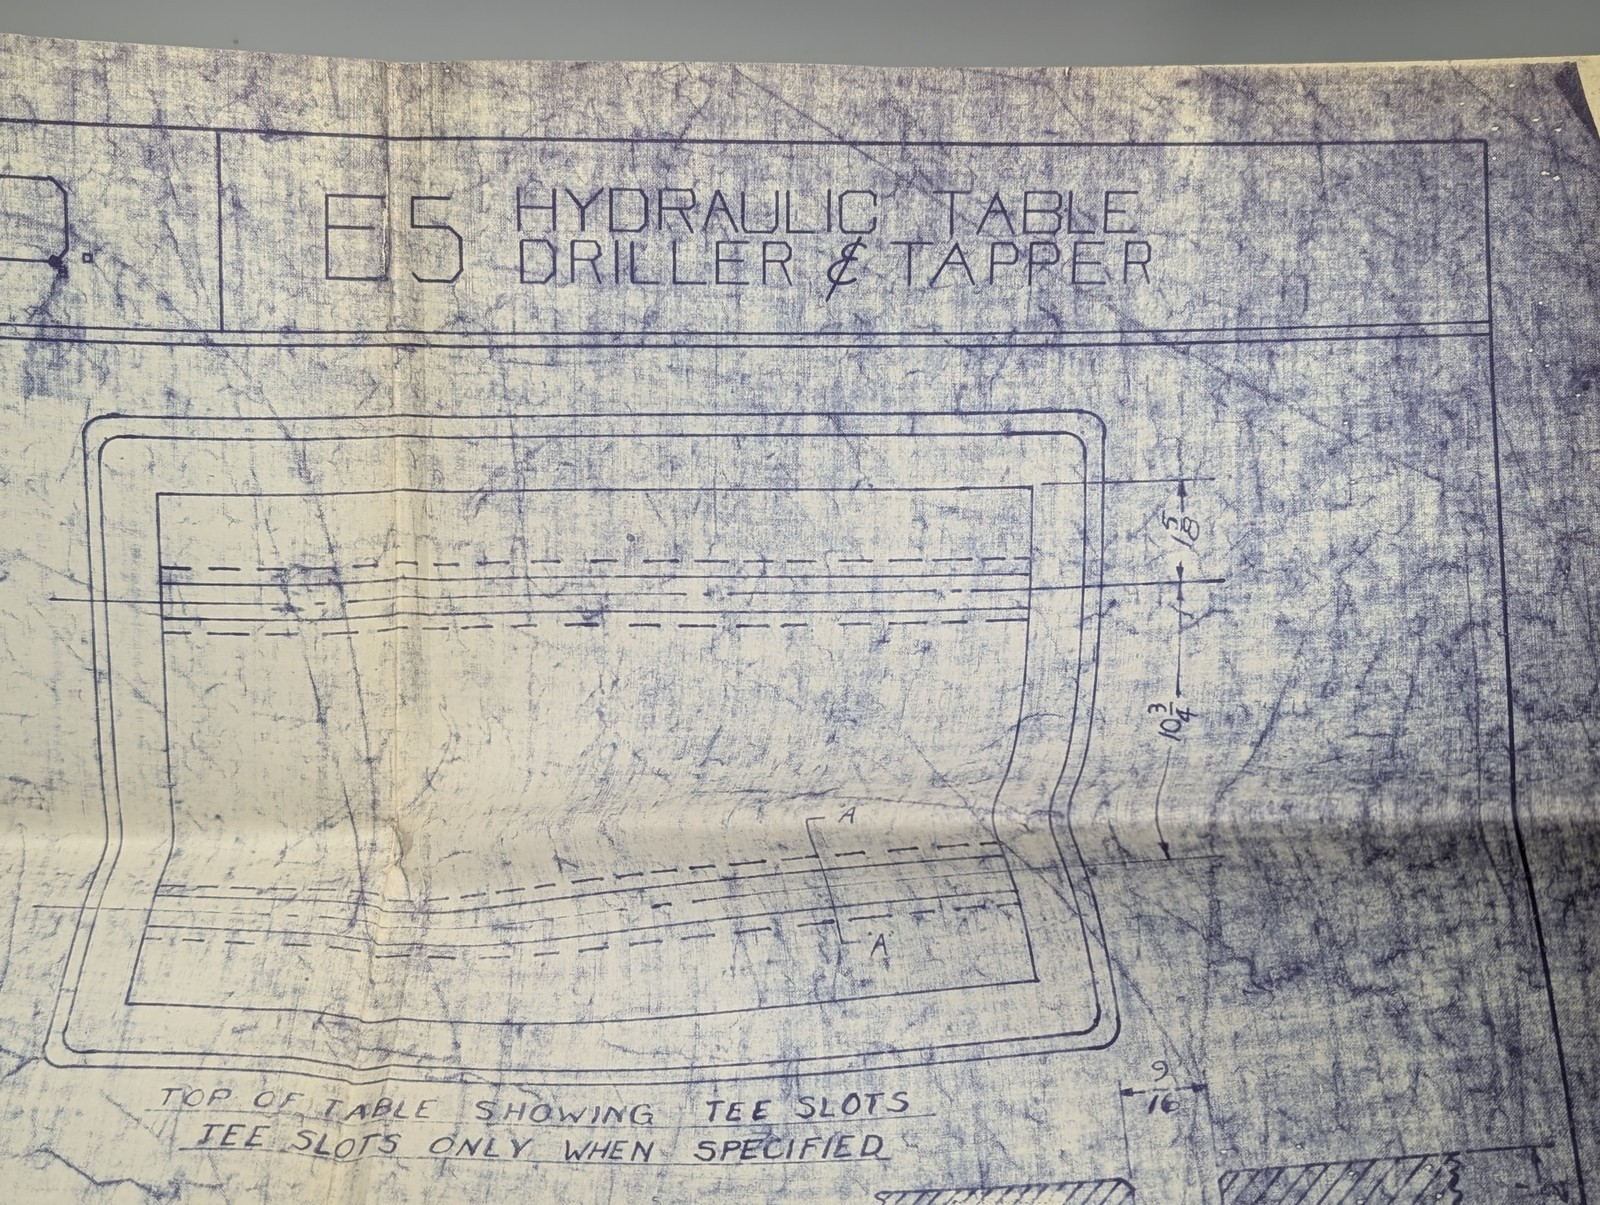 E5
HYDRAULIC TABLE
DRILLER & TAPPER
1 5/8
10 3/4
A
A
9/16
TOP OF TABLE SHOWING TEE SLOTS
TEE SLOTS ONLY WHEN SPECIFIED